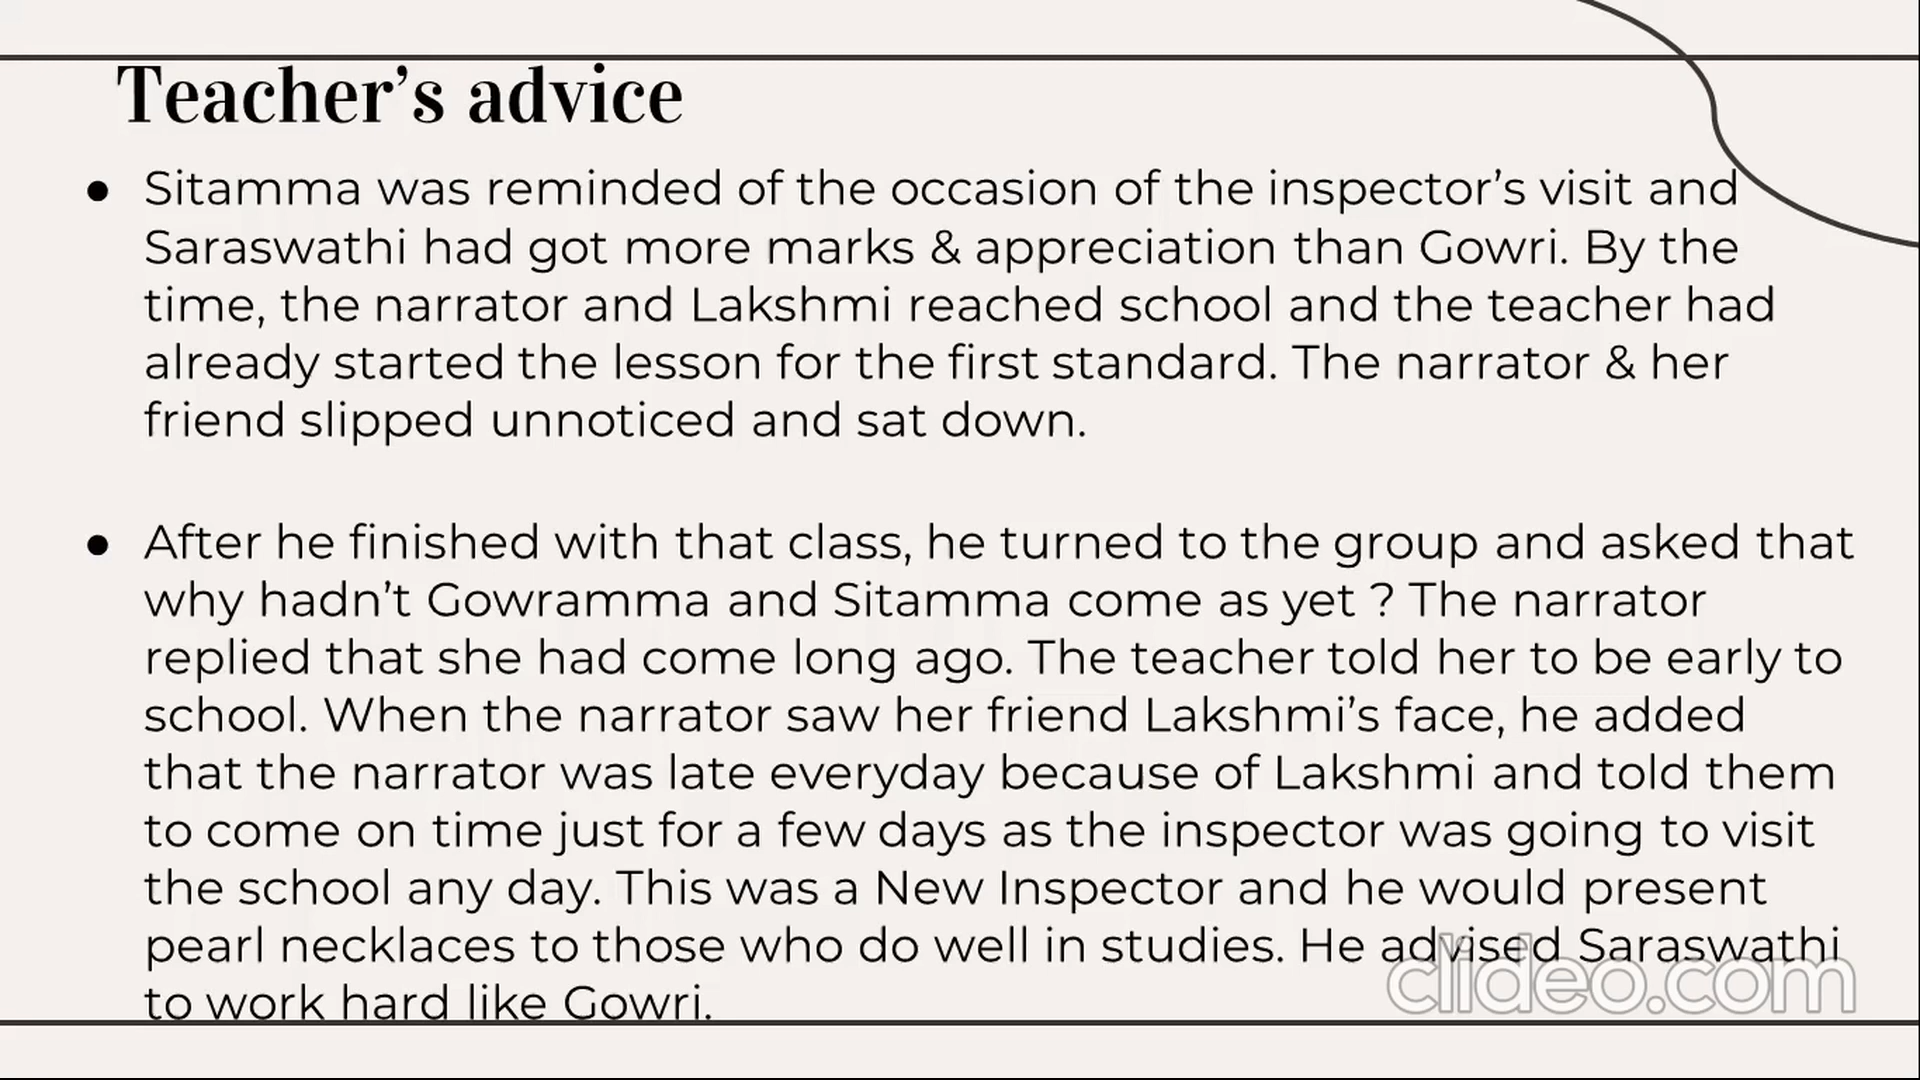 Teacher’s advice
● Sitamma was reminded of the occasion of the inspector’s visit and
Saraswathi had got more marks & appreciation than Gowri. By the
time, the narrator and Lakshmi reached school and the teacher had
already started the lesson for the first standard. The narrator & her
friend slipped unnoticed and sat down.
● After he finished with that class, he turned to the group and asked that
why hadn’t Gowramma and Sitamma come as yet ? The narrator
replied that she had come long ago. The teacher told her to be early to
school. When the narrator saw her friend Lakshmi’s face, he added
that the narrator was late everyday because of Lakshmi and told them
to come on time just for a few days as the inspector was going to visit
the school any day. This was a New Inspector and he would present
pearl necklaces to those who do well in studies. He advised Saraswathi
to work hard like Gowri.
clideo.com